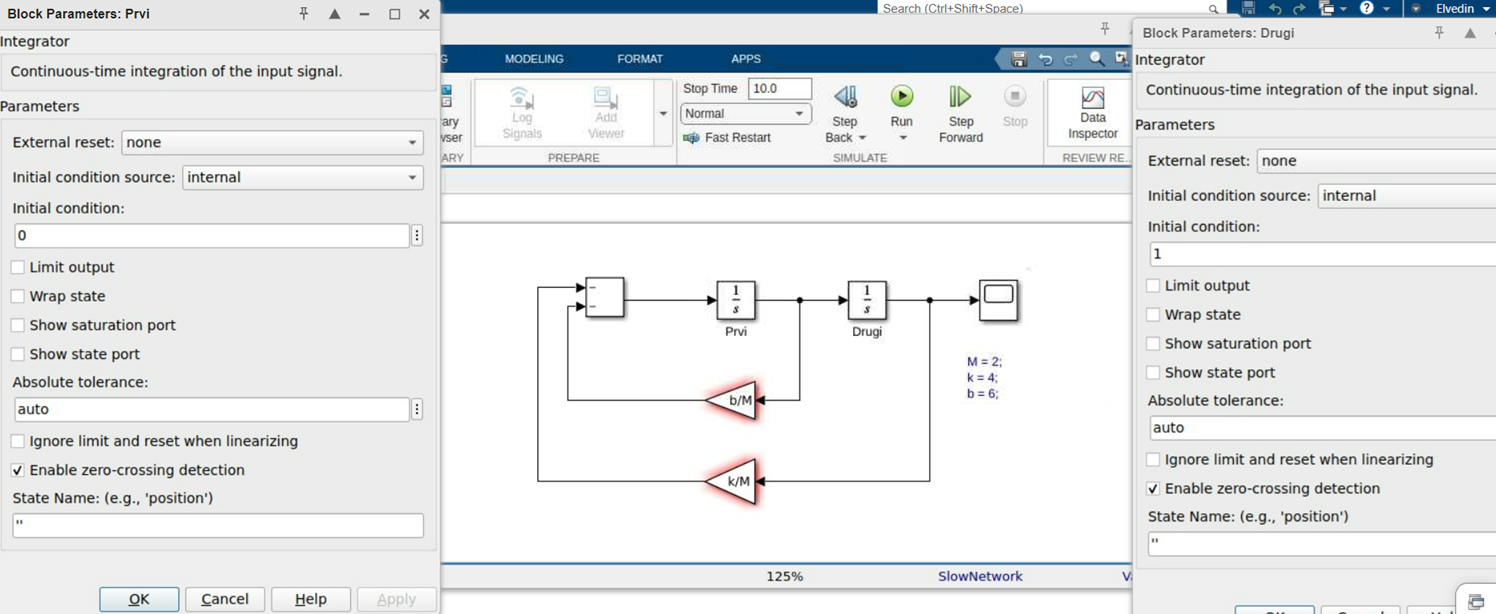 Block Parameters: Prvi
Integrator
Continuous-time integration of the input signal.
Parameters
External reset: none
Initial condition source: internal
Initial condition:
0
Limit output
Wrap state
Show saturation port
Show state port
Absolute tolerance:
auto
Ignore limit and reset when linearizing
Enable zero-crossing detection
State Name: (e.g., 'position')
''
OK Cancel Help Apply
Search (Ctrl+Shift+Space)
Elvedin
G MODELING FORMAT APPS
Log
Signals
Add
Viewer
ary
wser
ARY
PREPARE
Stop Time 10.0
Normal
Fast Restart
Step
Back
Run
Step
Forward
Stop
SIMULATE
Data
Inspector
REVIEW RE...
−
−
1
s
Prvi
1
s
Drugi
b/M
k/M
M = 2;
k = 4;
b = 6;
125%
SlowNetwork
Block Parameters: Drugi
Integrator
Continuous-time integration of the input signal.
Parameters
External reset: none
Initial condition source: internal
Initial condition:
1
Limit output
Wrap state
Show saturation port
Show state port
Absolute tolerance:
auto
Ignore limit and reset when linearizing
Enable zero-crossing detection
State Name: (e.g., 'position')
''